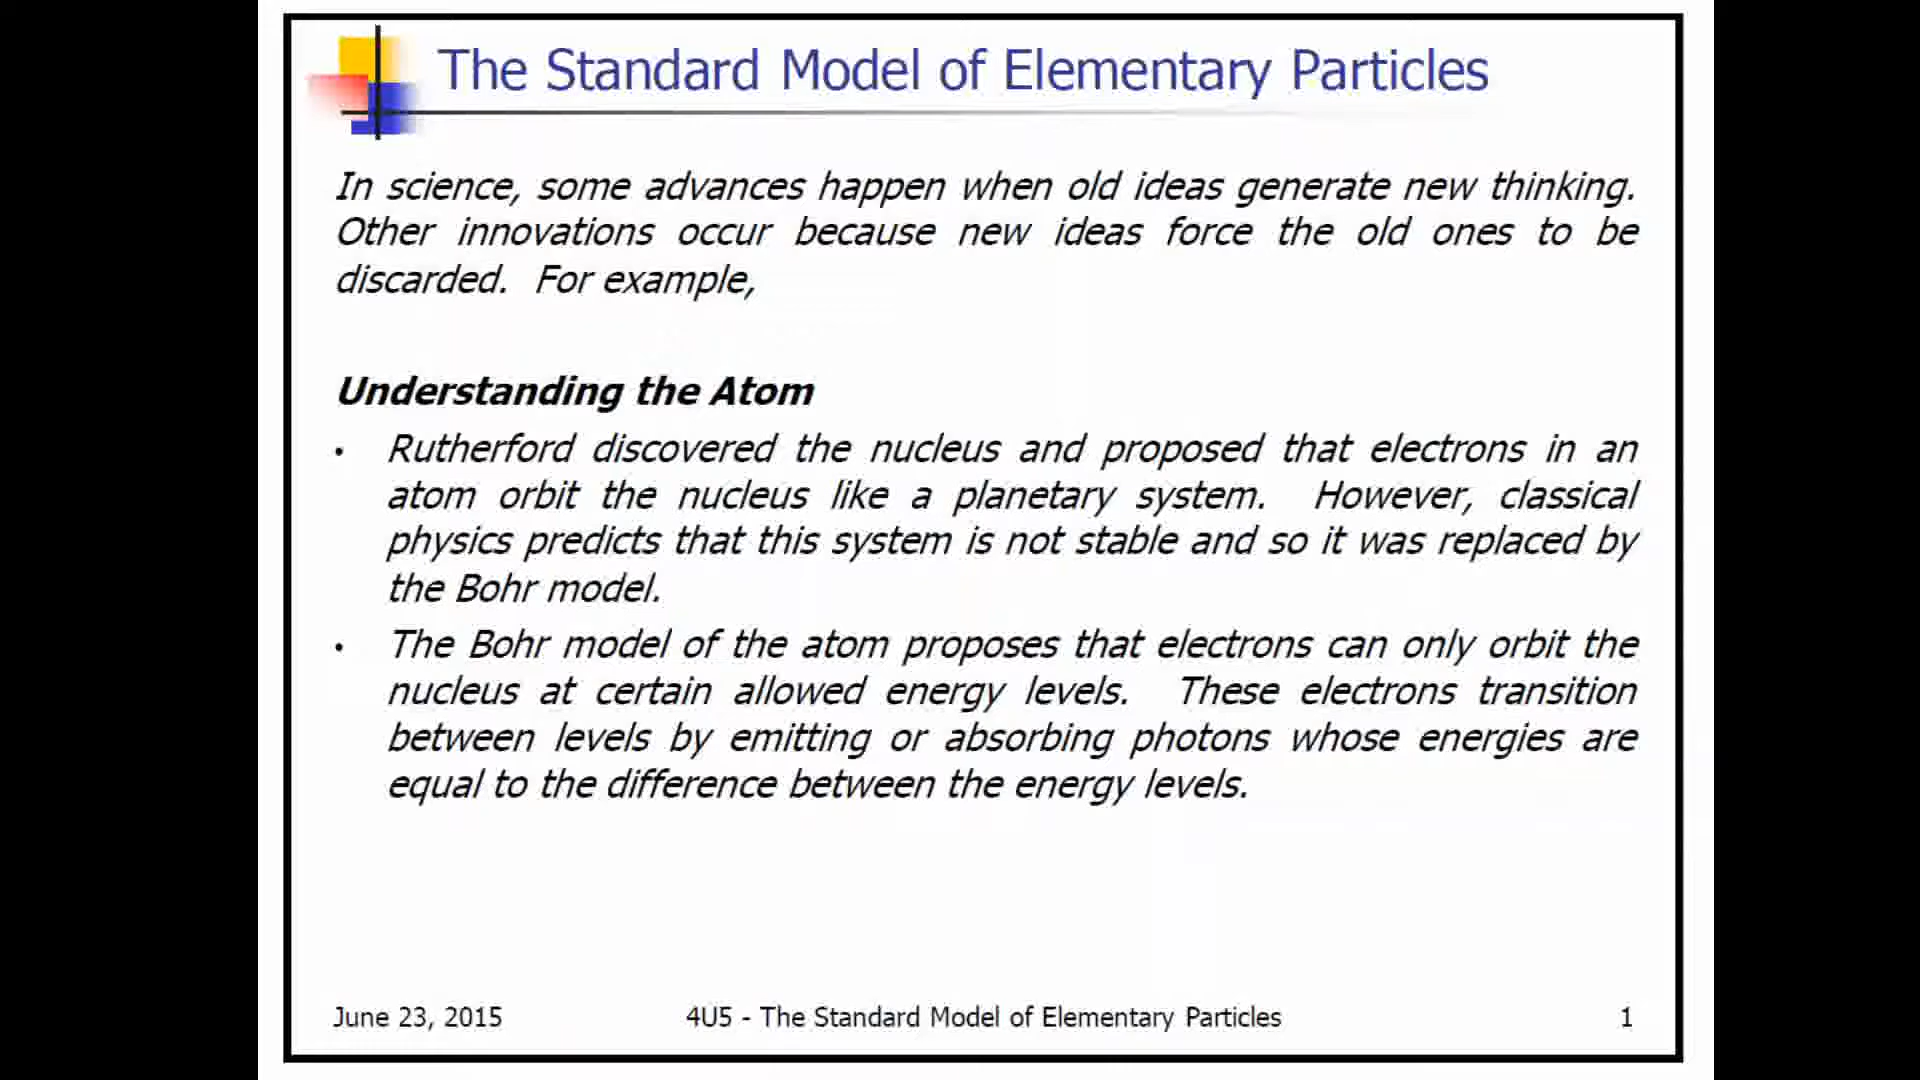 The Standard Model of Elementary Particles
In science, some advances happen when old ideas generate new thinking.
Other innovations occur because new ideas force the old ones to be
discarded. For example,
Understanding the Atom
• Rutherford discovered the nucleus and proposed that electrons in an
atom orbit the nucleus like a planetary system. However, classical
physics predicts that this system is not stable and so it was replaced by
the Bohr model.
• The Bohr model of the atom proposes that electrons can only orbit the
nucleus at certain allowed energy levels. These electrons transition
between levels by emitting or absorbing photons whose energies are
equal to the difference between the energy levels.
June 23, 2015 4U5 - The Standard Model of Elementary Particles 1